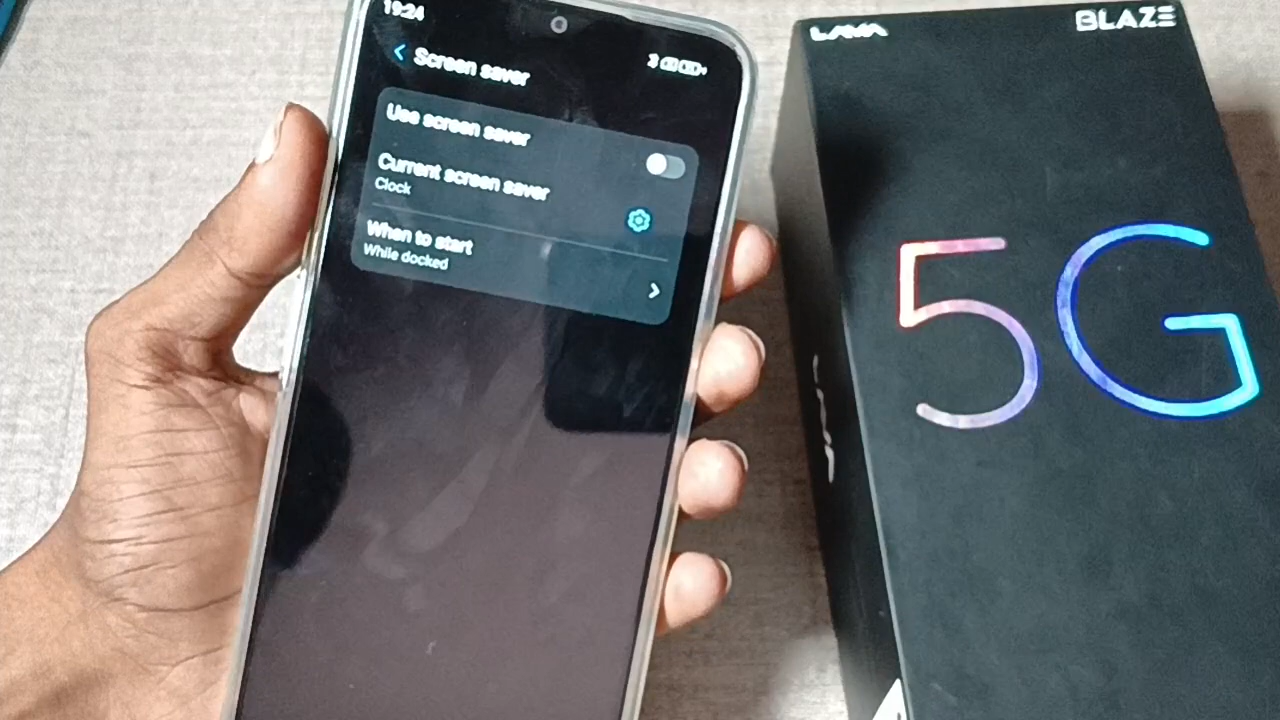 19:24
Screen saver
Use screen saver
Current screen saver
Clock
When to start
While docked
LAVA
BLAZE
5G